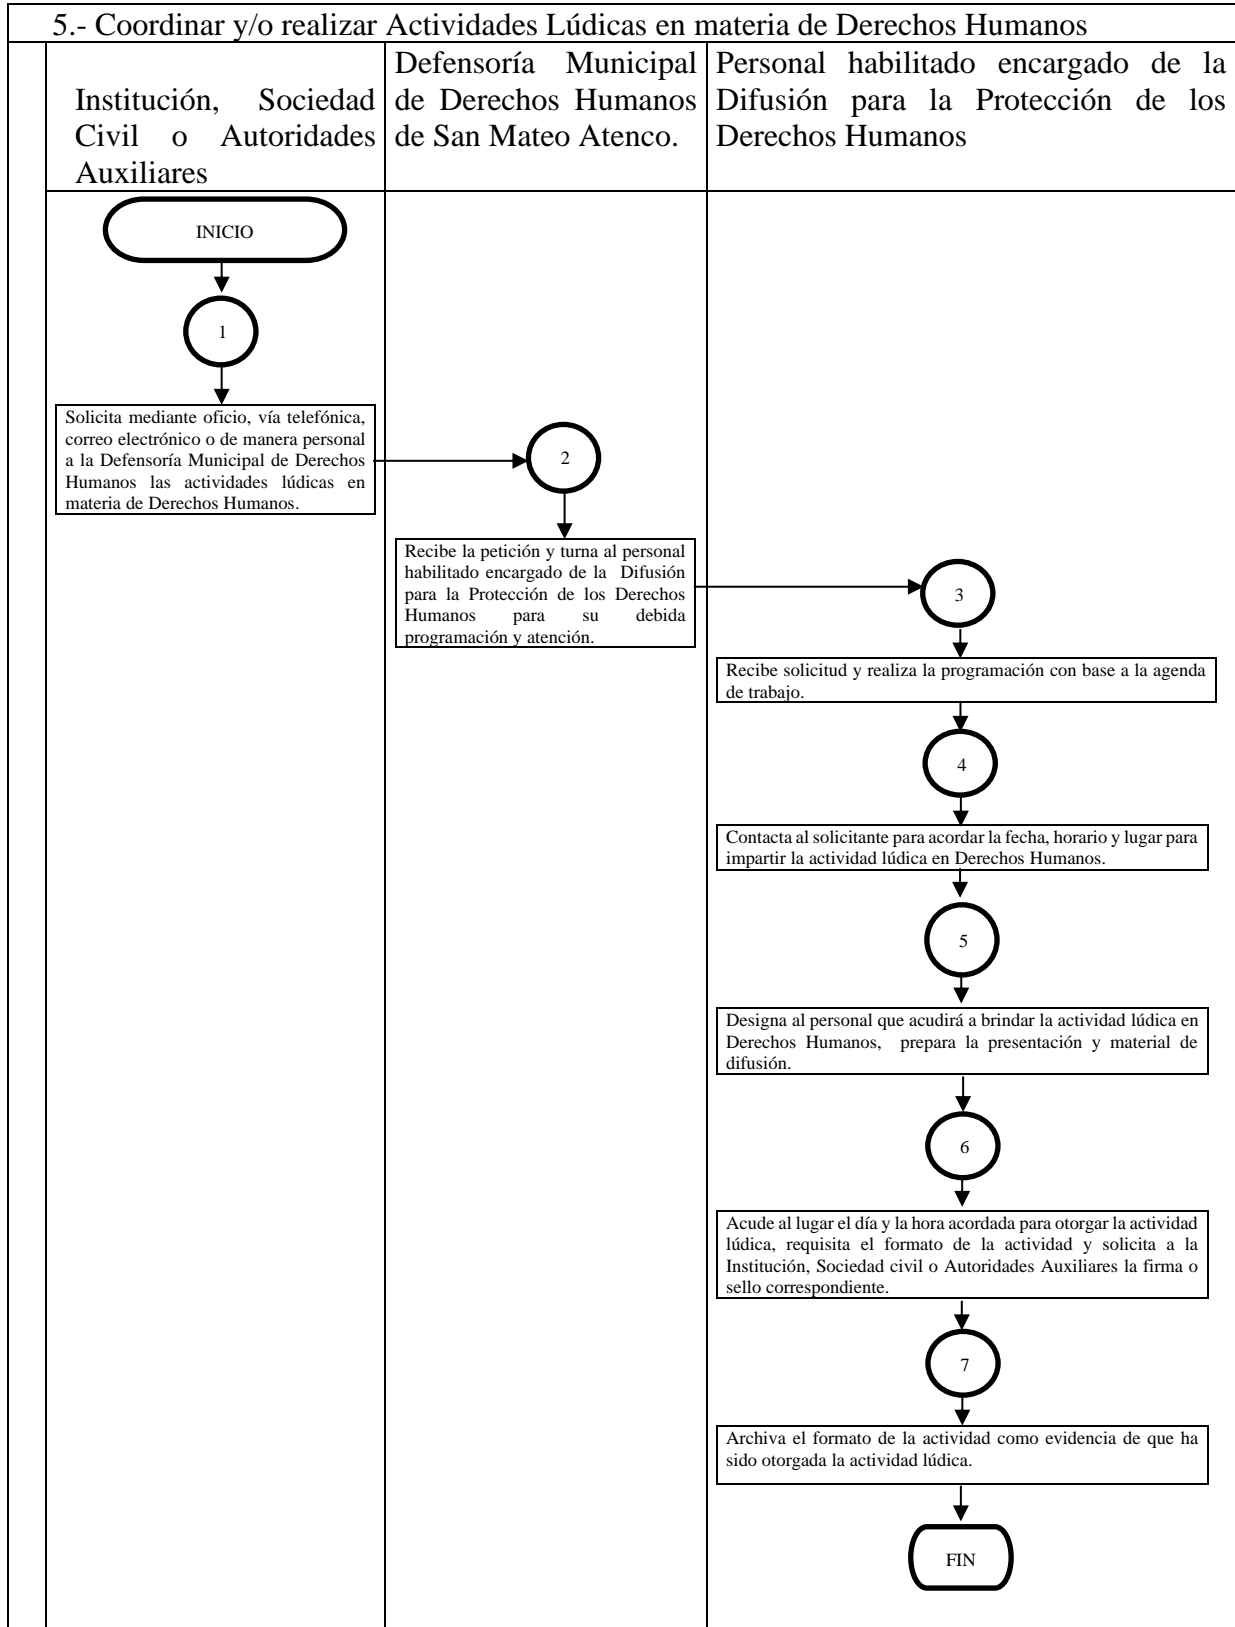 5.- Coordinar y/o realizar Actividades Lúdicas en materia de Derechos Humanos
Institución, Sociedad
Civil o Autoridades
Auxiliares
Defensoría Municipal
de Derechos Humanos
de San Mateo Atenco.
Personal habilitado encargado de la
Difusión para la Protección de los
Derechos Humanos
INICIO
1
Solicita mediante oficio, vía telefónica,
correo electrónico o de manera personal
a la Defensoría Municipal de Derechos
Humanos las actividades lúdicas en
materia de Derechos Humanos.
2
Recibe la petición y turna al personal
habilitado encargado de la Difusión
para la Protección de los Derechos
Humanos para su debida
programación y atención.
3
Recibe solicitud y realiza la programación con base a la agenda
de trabajo.
4
Contacta al solicitante para acordar la fecha, horario y lugar para
impartir la actividad lúdica en Derechos Humanos.
5
Designa al personal que acudirá a brindar la actividad lúdica en
Derechos Humanos, prepara la presentación y material de
difusión.
6
Acude al lugar el día y la hora acordada para otorgar la actividad
lúdica, requisita el formato de la actividad y solicita a la
Institución, Sociedad civil o Autoridades Auxiliares la firma o
sello correspondiente.
7
Archiva el formato de la actividad como evidencia de que ha
sido otorgada la actividad lúdica.
FIN